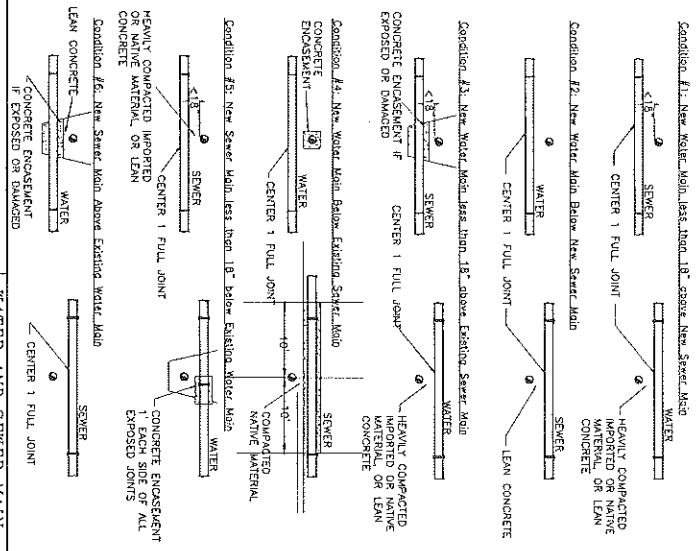 Condition #1: New Water Main less than 18" above New Sewer Main
<18"
SEWER
CENTER 1 FULL JOINT
WATER
HEAVILY COMPACTED
IMPORTED OR NATIVE
MATERIAL, OR LEAN
CONCRETE
Condition #2: New Water Main Below New Sewer Main
WATER
CENTER 1 FULL JOINT
SEWER
LEAN CONCRETE
Condition #3: New Water Main less than 18" above Existing Sewer Main
CONCRETE ENCASEMENT IF
EXPOSED OR DAMAGED
<18"
SEWER
CENTER 1 FULL JOINT
WATER
HEAVILY COMPACTED
IMPORTED OR NATIVE
MATERIAL, OR LEAN
CONCRETE
Condition #4: New Water Main Below Existing Sewer Main
CONCRETE
ENCASEMENT
WATER
CENTER 1 FULL JOINT
SEWER
10'
10'
COMPACTED
NATIVE MATERIAL
Condition #5: New Sewer Main less than 18" below Existing Water Main
<18"
SEWER
CENTER 1 FULL JOINT
HEAVILY COMPACTED IMPORTED
OR NATIVE MATERIAL, OR LEAN
CONCRETE
WATER
CONCRETE ENCASEMENT
1' EACH SIDE OF ALL
EXPOSED JOINTS
Condition #6: New Sewer Main Above Existing Water Main
LEAN CONCRETE
WATER
CONCRETE ENCASEMENT
IF EXPOSED OR DAMAGED
SEWER
CENTER 1 FULL JOINT